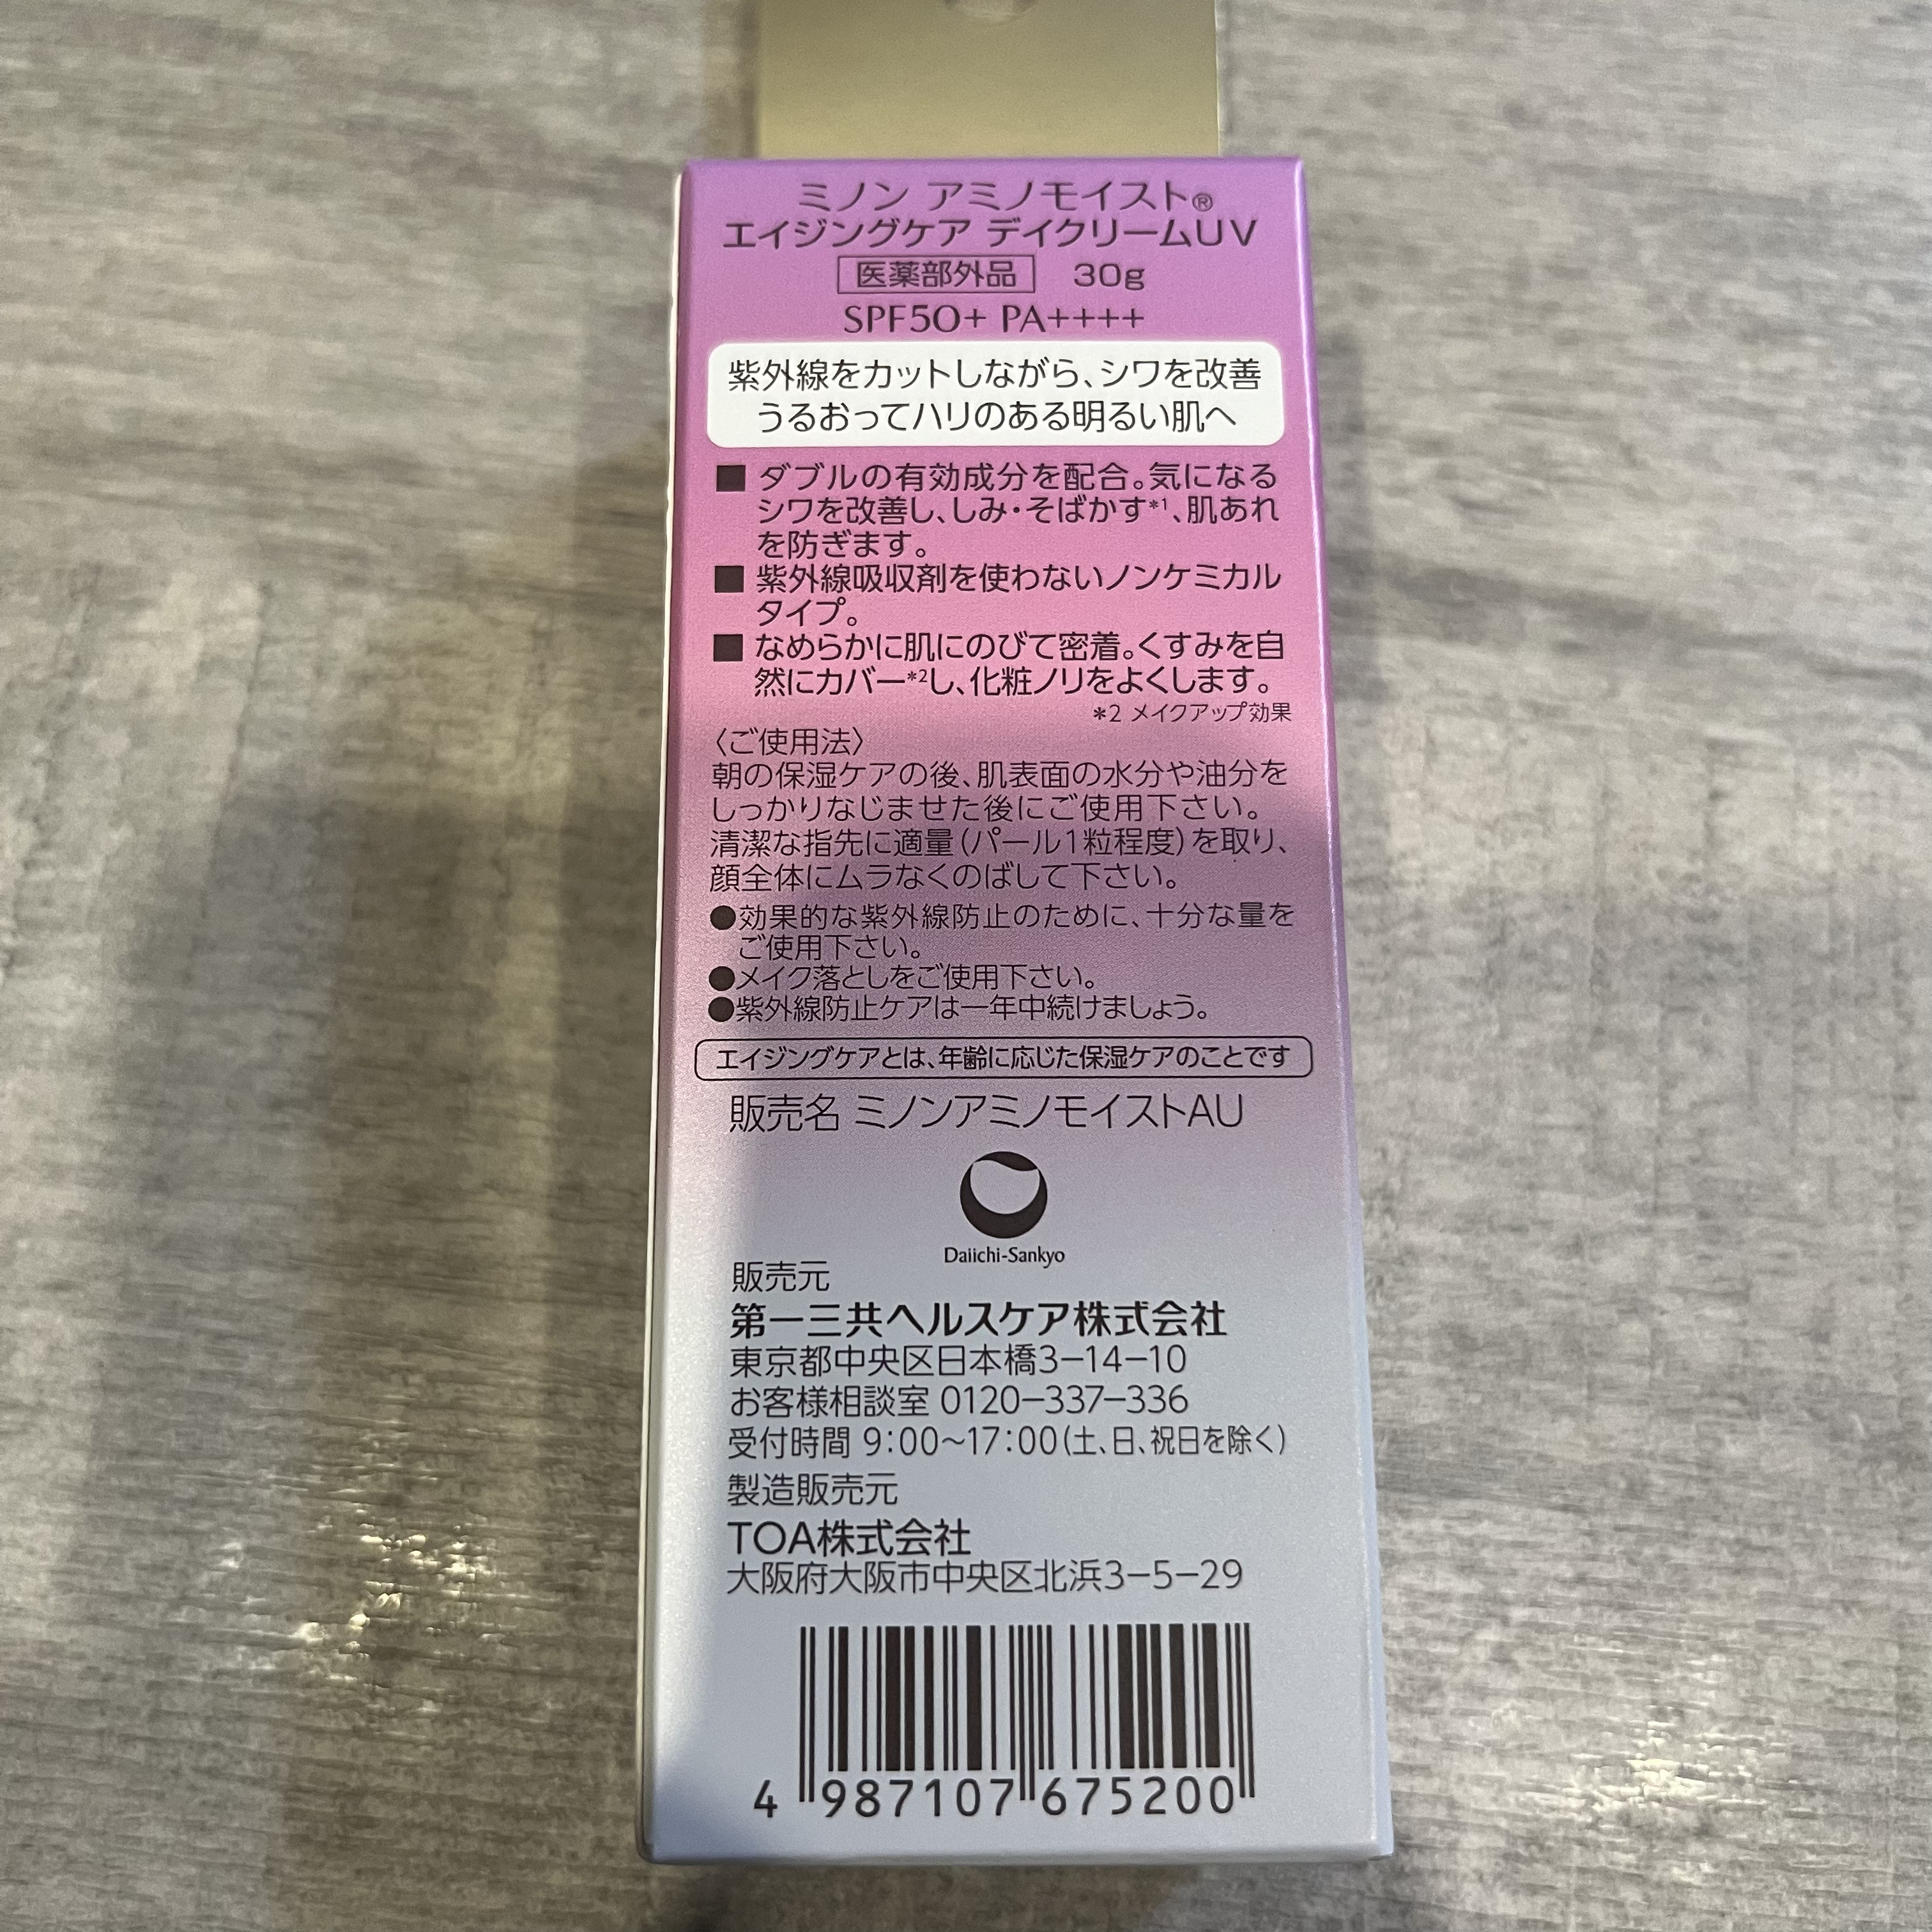 ミノン アミノモイスト®
エイジングケア デイクリームUV
医薬部外品 30g
SPF50+ PA++++
紫外線をカットしながら、シワを改善
うるおってハリのある明るい肌へ
■ ダブルの有効成分を配合。気になる
シワを改善し、しみ・そばかす*1、肌あれ
を防ぎます。
■ 紫外線吸収剤を使わないノンケミカル
タイプ。
■ なめらかに肌にのびて密着。くすみを自
然にカバー*2し、化粧ノリをよくします。
*2 メイクアップ効果
〈ご使用法〉
朝の保湿ケアの後、肌表面の水分や油分を
しっかりなじませた後にご使用下さい。
清潔な指先に適量(パール1粒程度)を取り、
顔全体にムラなくのばして下さい。
●効果的な紫外線防止のために、十分な量を
ご使用下さい。
●メイク落としをご使用下さい。
●紫外線防止ケアは一年中続けましょう。
エイジングケアとは、年齢に応じた保湿ケアのことです
販売名 ミノンアミノモイストAU
Daiichi-Sankyo
販売元
第一三共ヘルスケア株式会社
東京都中央区日本橋3-14-10
お客様相談室 0120-337-336
受付時間 9:00~17:00(土、日、祝日を除く)
製造販売元
TOA株式会社
大阪府大阪市中央区北浜3-5-29
4 987107 675200